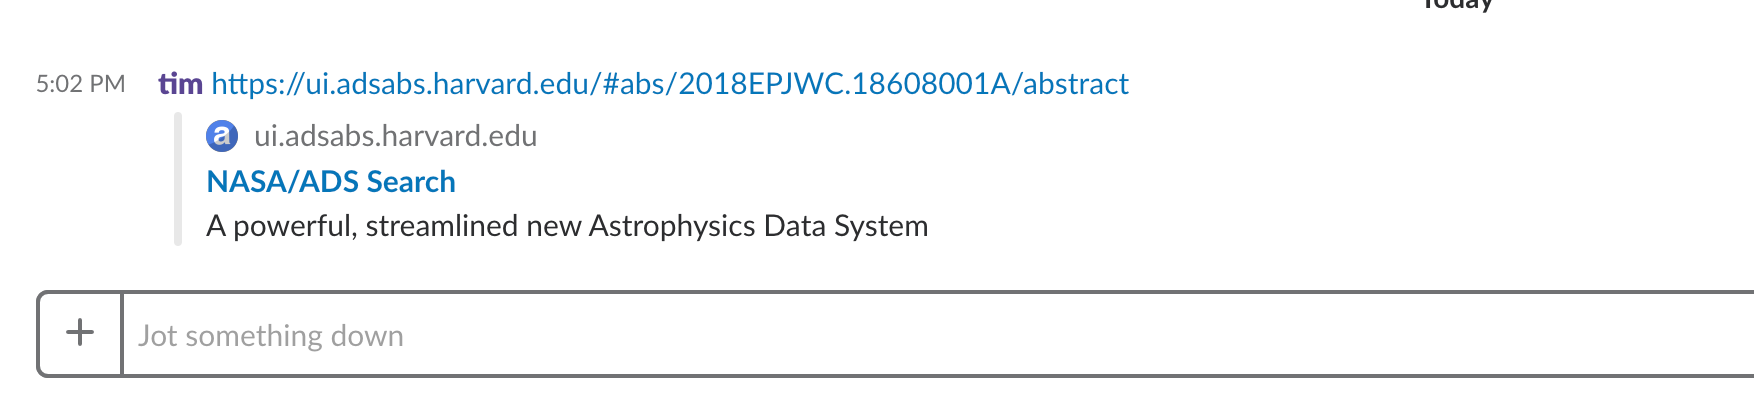 Today
5:02 PM tim https://ui.adsabs.harvard.edu/#abs/2018EPJWC.18608001A/abstract
a ui.adsabs.harvard.edu
NASA/ADS Search
A powerful, streamlined new Astrophysics Data System
+ Jot something down